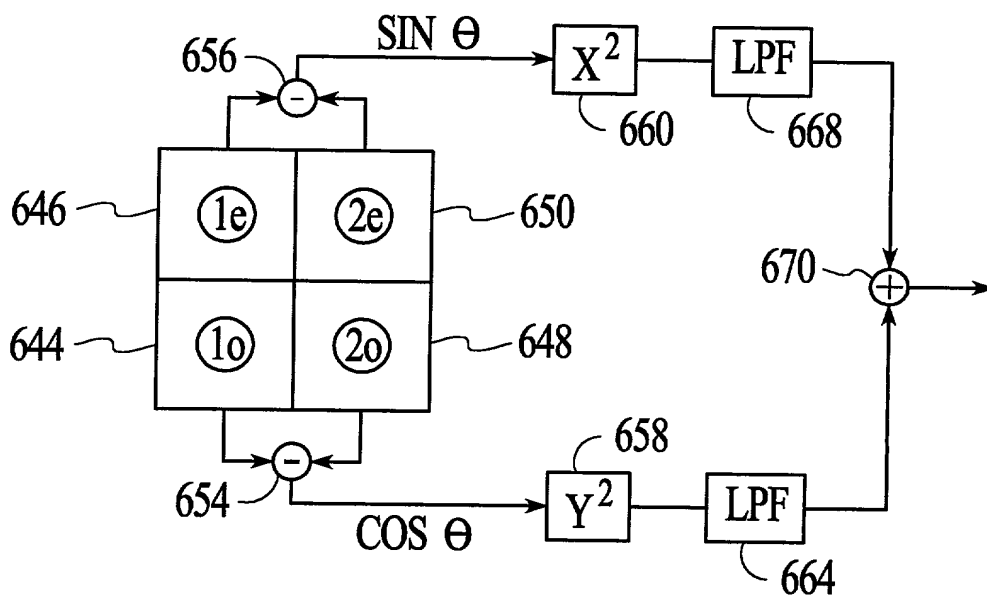 SIN Θ
656
-
X²
LPF
660
668
646
1e
2e
650
670
+
644
1o
2o
648
658
-
654
COS Θ
Y²
LPF
664